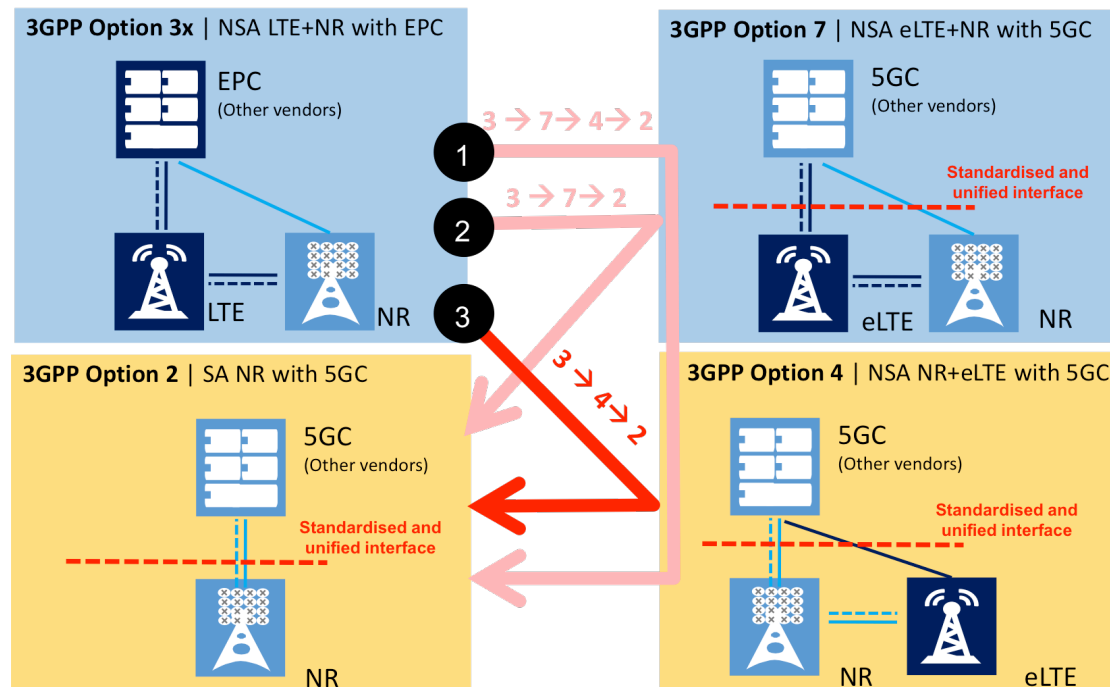 3GPP Option 3x | NSA LTE+NR with EPC
EPC
(Other vendors)
LTE
NR
3GPP Option 7 | NSA eLTE+NR with 5GC
5GC
(Other vendors)
Standardised and
unified interface
eLTE
NR
1
3→7→4→2
2
3→7→2
3
3→4→2
3GPP Option 2 | SA NR with 5GC
5GC
(Other vendors)
Standardised and
unified interface
NR
3GPP Option 4 | NSA NR+eLTE with 5GC
5GC
(Other vendors)
Standardised and
unified interface
NR
eLTE